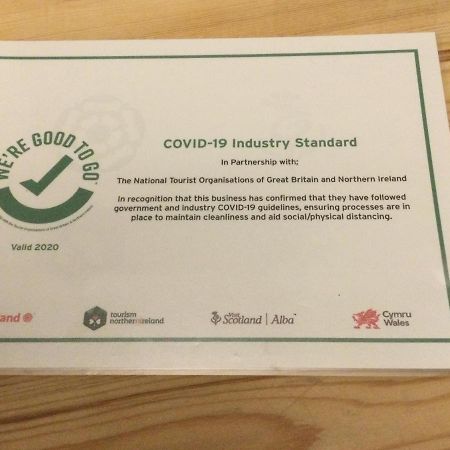 WE'RE GOOD TO GO
Valid 2020
COVID-19 Industry Standard
In Partnership with;
The National Tourist Organisations of Great Britain and Northern Ireland
In recognition that this business has confirmed that they have followed
government and industry COVID-19 guidelines, ensuring processes are in
place to maintain cleanliness and aid social/physical distancing.
and
tourism
northernireland
Visit
Scotland | Alba™
Cymru
Wales